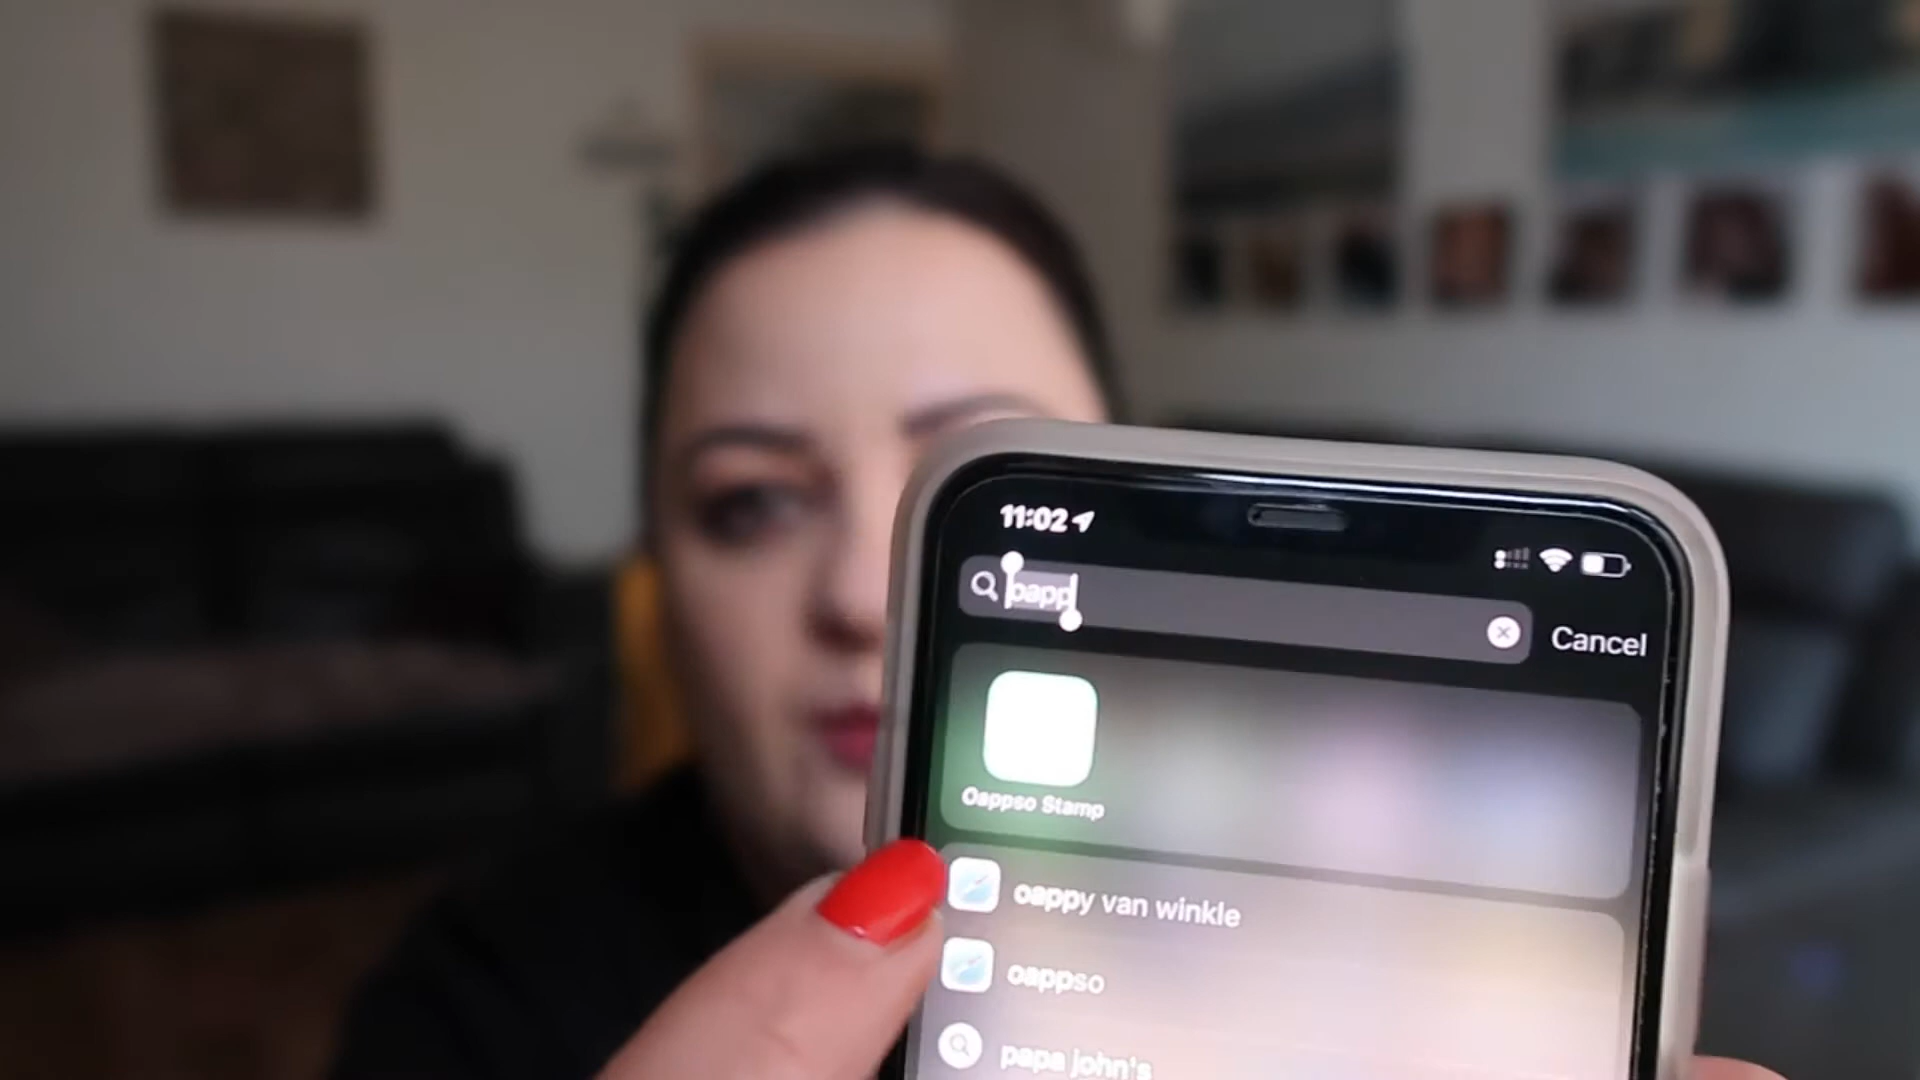 11:02
oapp
Cancel
Oappso Stamp
oappy van winkle
oappso
papa john's